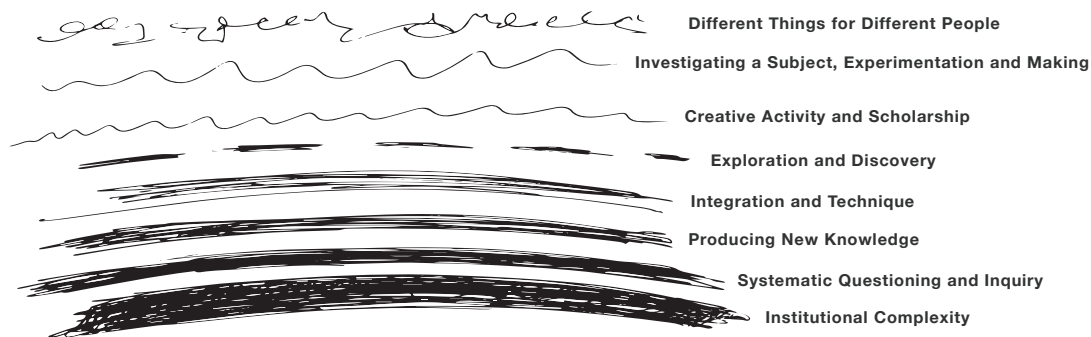 Different Things for Different People
Investigating a Subject, Experimentation and Making
Creative Activity and Scholarship
Exploration and Discovery
Integration and Technique
Producing New Knowledge
Systematic Questioning and Inquiry
Institutional Complexity